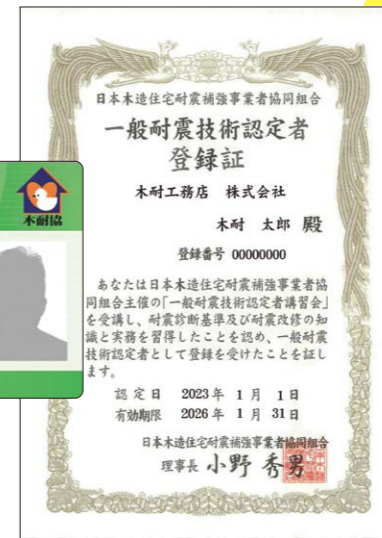 日本木造住宅耐震補強事業者協同組合
一般耐震技術認定者
登録証
木耐工務店 株式会社
木耐 太郎 殿
登録番号 00000000
あなたは日本木造住宅耐震補強事業者協
同組合主催の「一般耐震技術認定者講習会」
を受講し、耐震診断基準及び耐震改修の知
識と実務を習得したことを認め、一般耐震
技術認定者として登録を受けたことを証し
ます。
認定日 2023年 1月 1日
有効期限 2026年 1月 31日
日本木造住宅耐震補強事業者協同組合
理事長 小野 秀男
木耐協